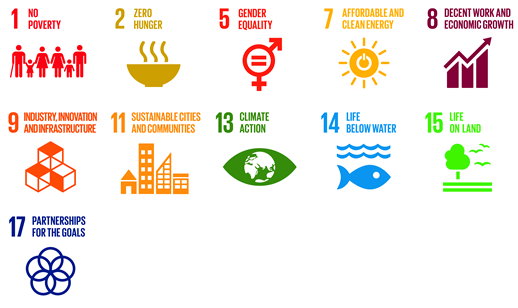 1 NO
POVERTY
2 ZERO
HUNGER
5 GENDER
EQUALITY
7 AFFORDABLE AND
CLEAN ENERGY
8 DECENT WORK AND
ECONOMIC GROWTH
9 INDUSTRY, INNOVATION
AND INFRASTRUCTURE
11 SUSTAINABLE CITIES
AND COMMUNITIES
13 CLIMATE
ACTION
14 LIFE
BELOW WATER
15 LIFE
ON LAND
17 PARTNERSHIPS
FOR THE GOALS